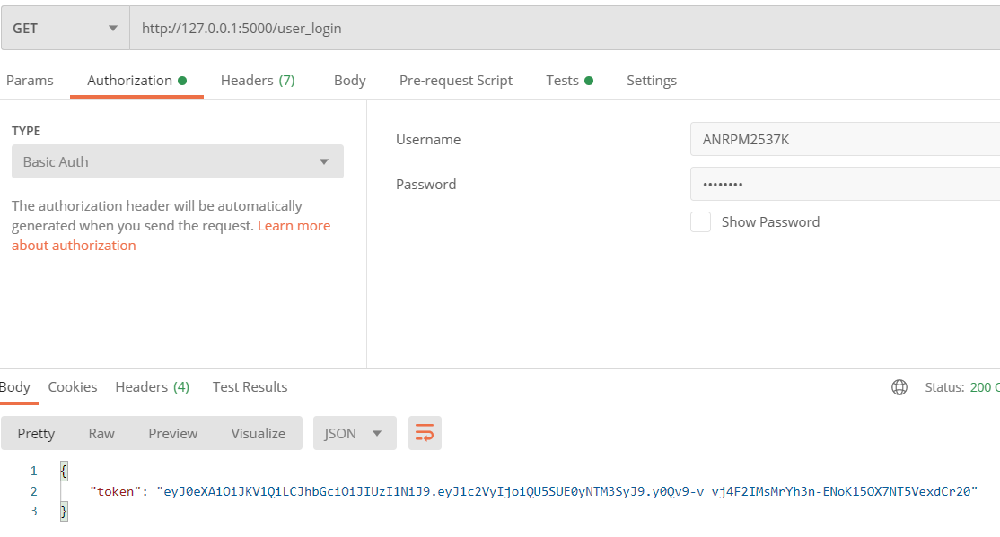 GET http://127.0.0.1:5000/user_login
Params Authorization Headers (7) Body Pre-request Script Tests Settings
TYPE
Basic Auth
The authorization header will be automatically
generated when you send the request. Learn more
about authorization
Username ANRPM2537K
Password ••••••••
Show Password
Body Cookies Headers (4) Test Results Status: 200
Pretty Raw Preview Visualize JSON
1 {
2 "token": "eyJ0eXAiOiJKV1QiLCJhbGciOiJIUzI1NiJ9.eyJ1c2VyIjoiQU5SUE0yNTM3SyJ9.y0Qv9-v_vj4F2IMsMrYh3n-ENoK15OX7NT5VexdCr20"
3 }